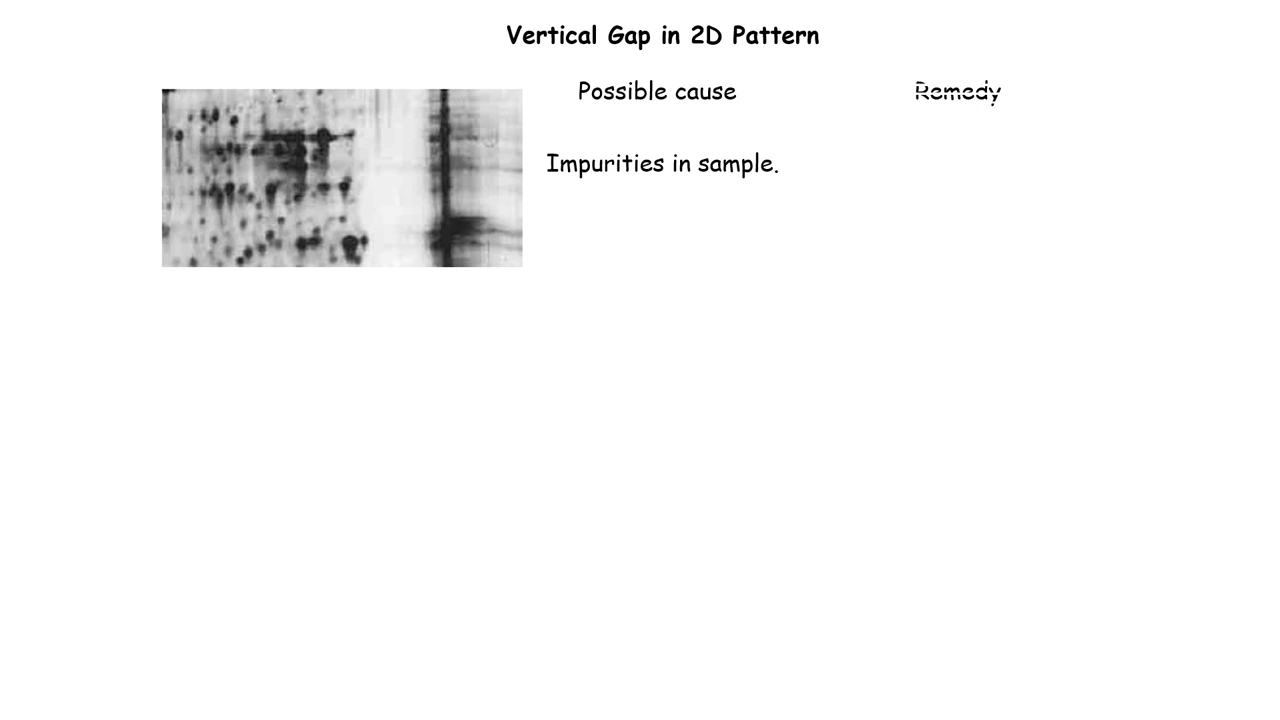 Vertical Gap in 2D Pattern
Possible cause
Remedy
Impurities in sample.